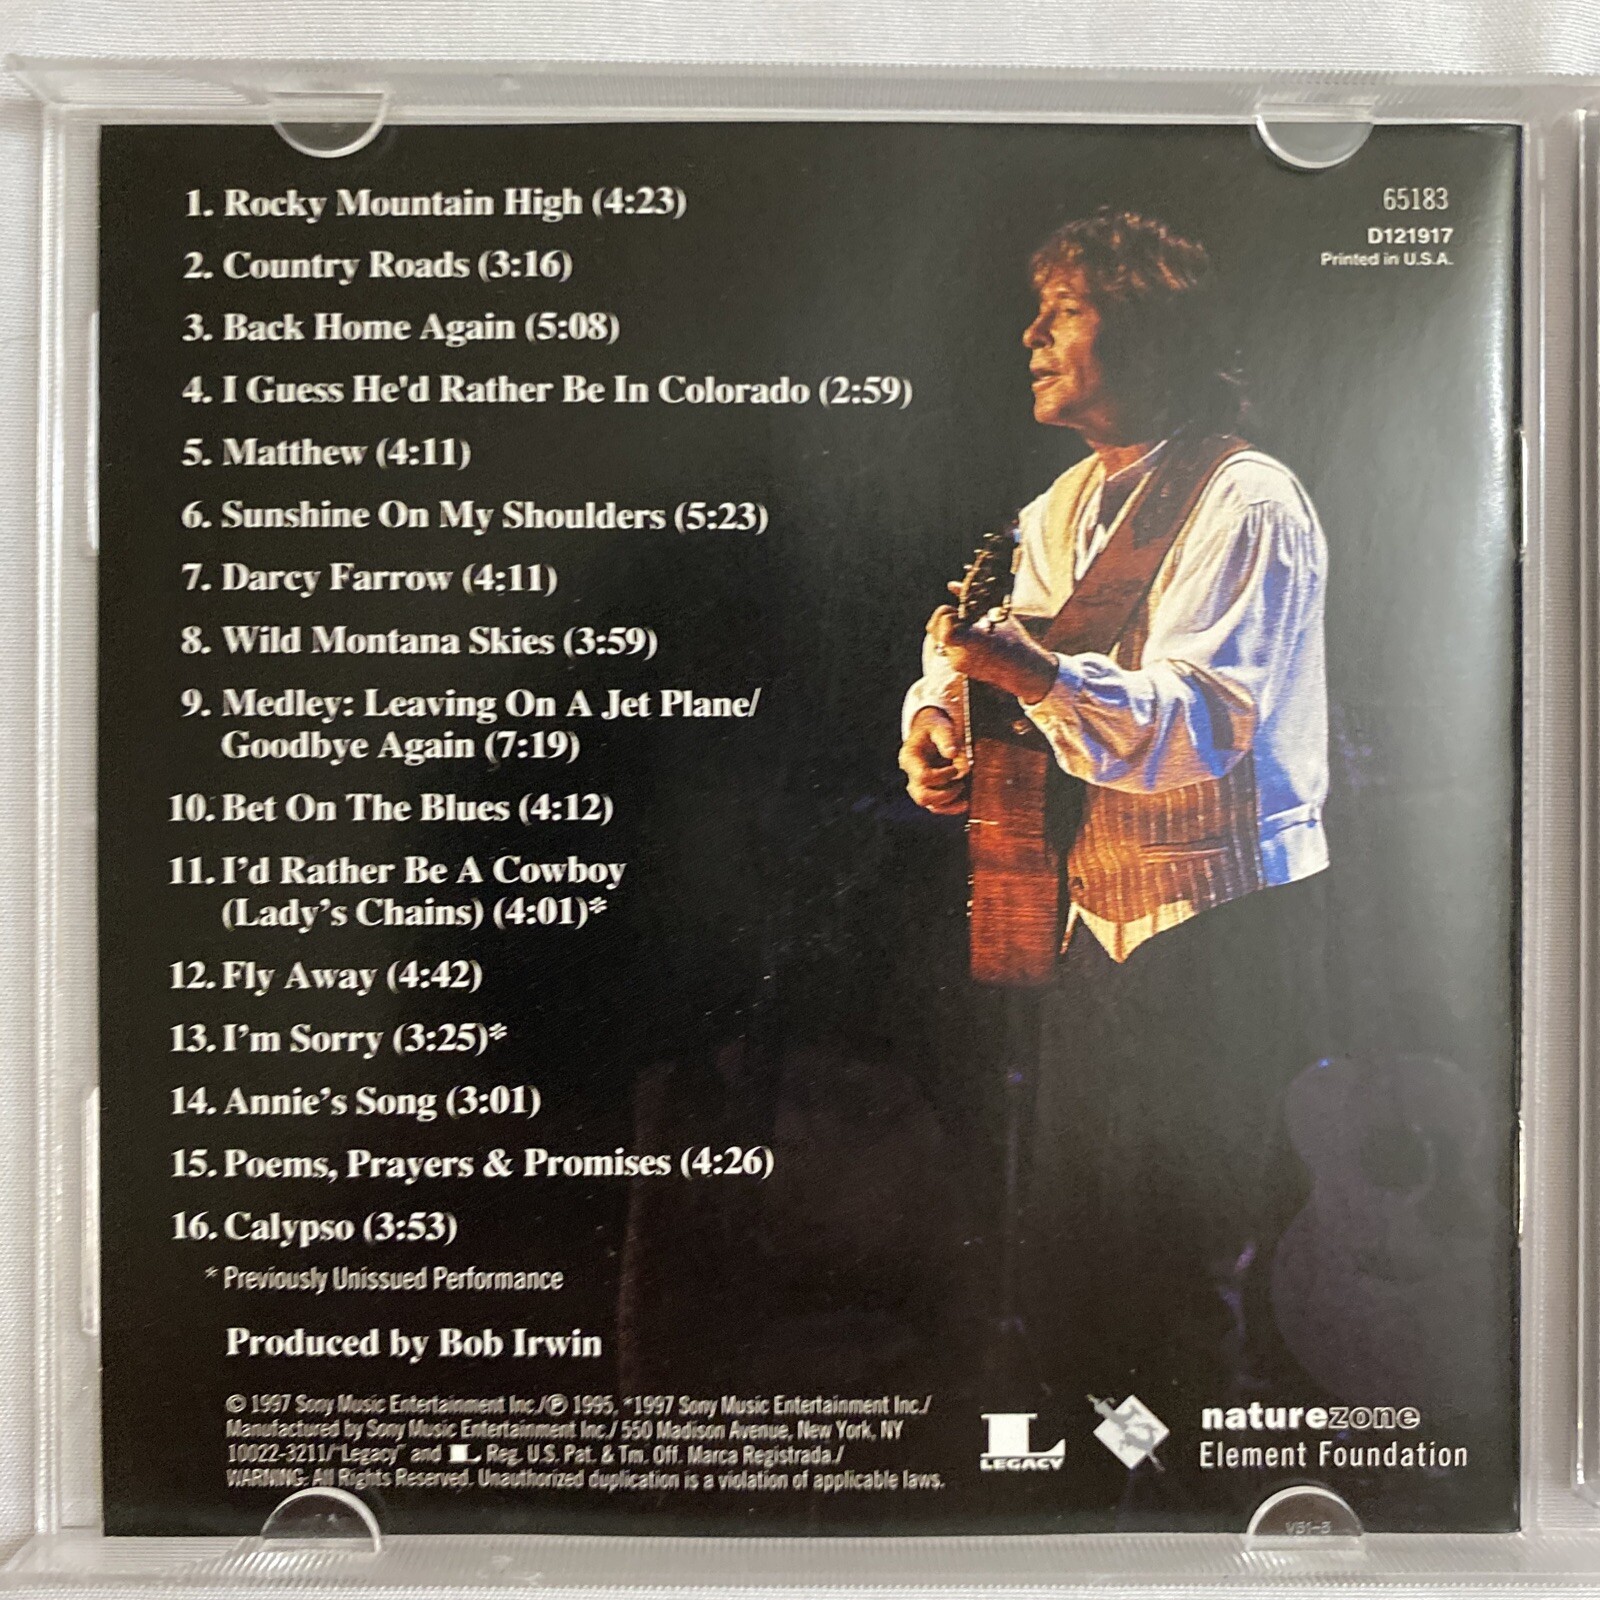 1. Rocky Mountain High (4:23)
2. Country Roads (3:16)
3. Back Home Again (5:08)
4. I Guess He'd Rather Be In Colorado (2:59)
5. Matthew (4:11)
6. Sunshine On My Shoulders (5:23)
7. Darcy Farrow (4:11)
8. Wild Montana Skies (3:59)
9. Medley: Leaving On A Jet Plane/
Goodbye Again (7:19)
10. Bet On The Blues (4:12)
11. I'd Rather Be A Cowboy
(Lady's Chains) (4:01)*
12. Fly Away (4:42)
13. I'm Sorry (3:25)*
14. Annie's Song (3:01)
15. Poems, Prayers & Promises (4:26)
16. Calypso (3:53)
* Previously Unissued Performance
Produced by Bob Irwin
© 1997 Sony Music Entertainment Inc./℗ 1995, *1997 Sony Music Entertainment Inc./
Manufactured by Sony Music Entertainment Inc./ 550 Madison Avenue, New York, NY
10022-3211/"Legacy" and L Reg. U.S. Pat. & Tm. Off. Marca Registrada./
WARNING: All Rights Reserved. Unauthorized duplication is a violation of applicable laws.
65183
D121917
Printed in U.S.A.
L
LEGACY
naturezone
Element Foundation
V31-3